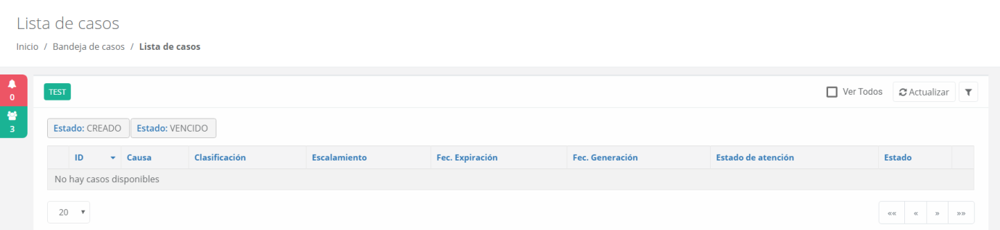 Lista de casos
Inicio / Bandeja de casos / Lista de casos
0
3
TEST
Ver Todos Actualizar
Estado: CREADO Estado: VENCIDO
ID Causa Clasificación Escalamiento Fec. Expiración Fec. Generación Estado de atención Estado
No hay casos disponibles
20 «« « » »»